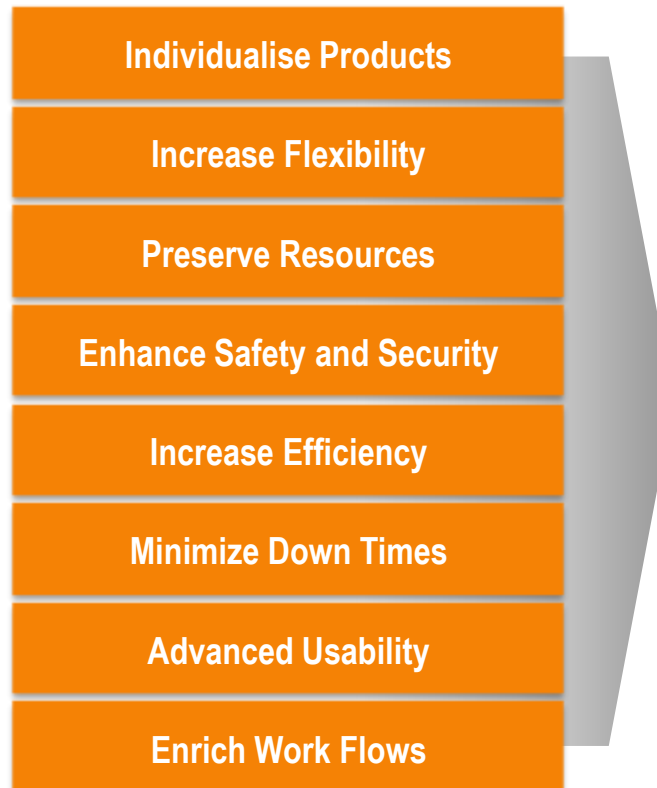 Individualise Products
Increase Flexibility
Preserve Resources
Enhance Safety and Security
Increase Efficiency
Minimize Down Times
Advanced Usability
Enrich Work Flows